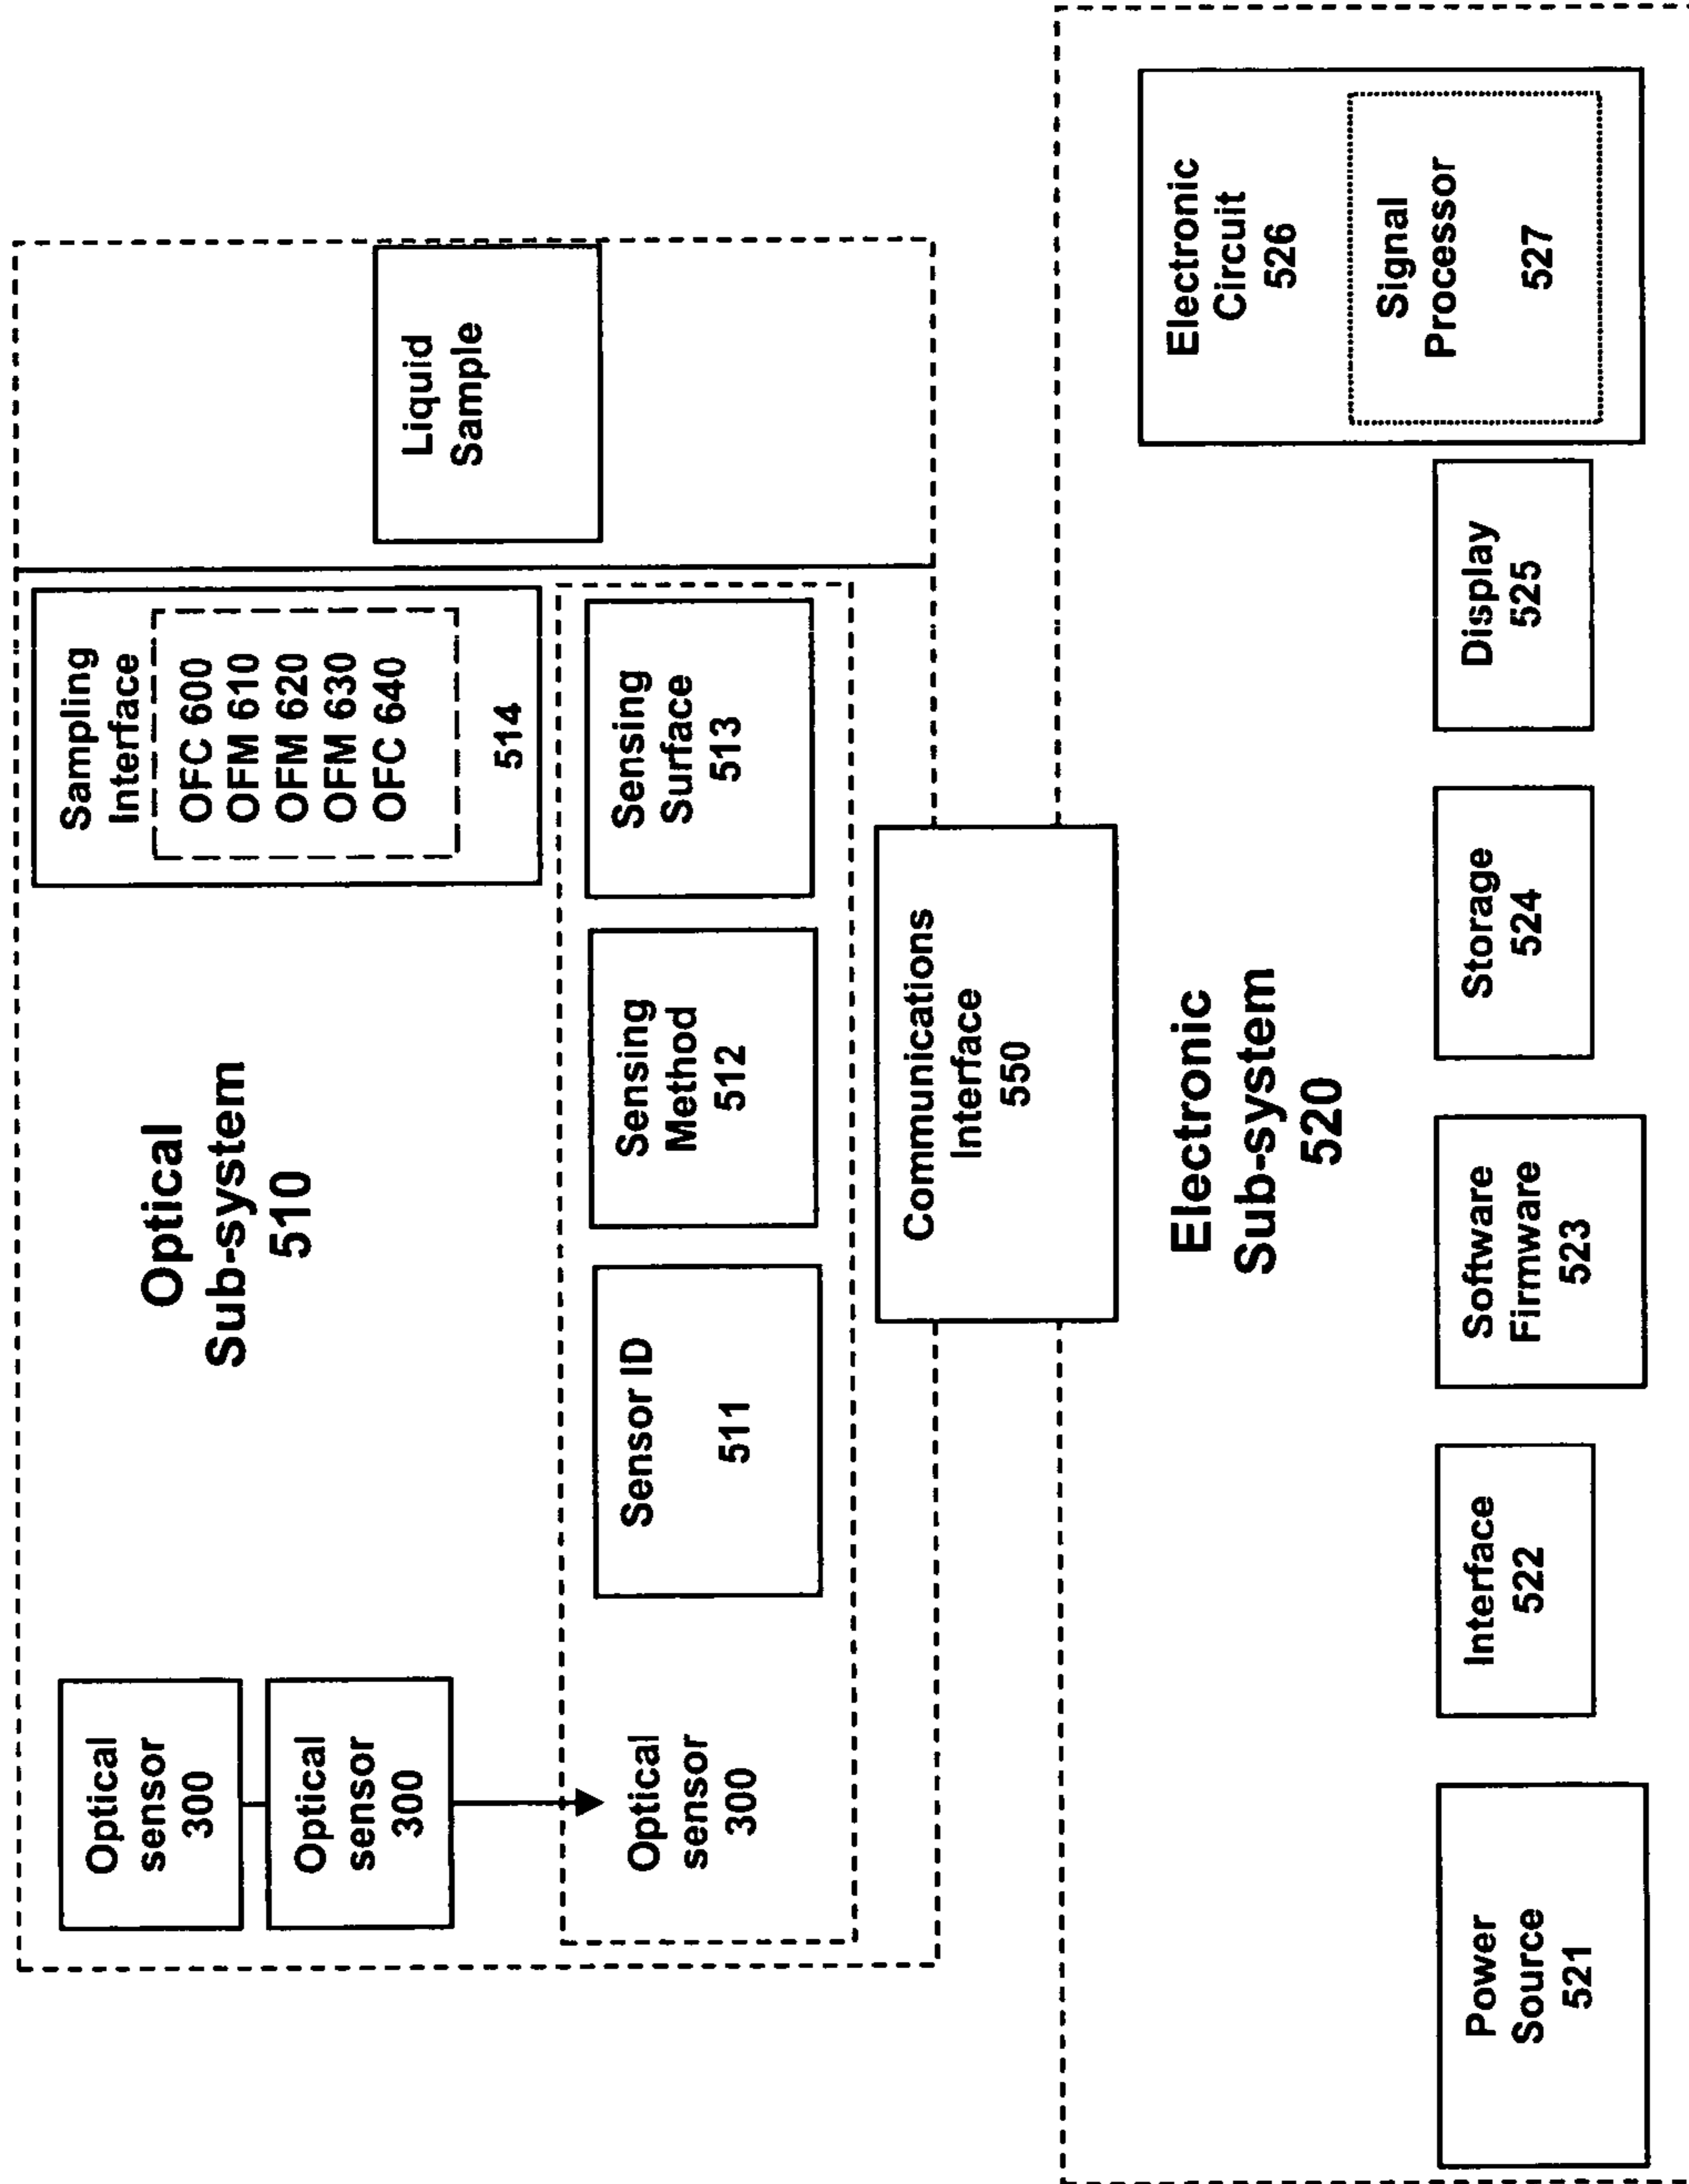 Optical
sensor
300
Optical
sensor
300
Optical
Sub-system
510
Sampling
Interface
OFC 600
OFM 610
OFM 620
OFM 630
OFC 640
514
Liquid
Sample
Optical
sensor
300
Sensor ID
511
Sensing
Method
512
Sensing
Surface
513
Communications
Interface
550
Electronic
Sub-system
520
Power
Source
521
Interface
522
Software
Firmware
523
Storage
524
Display
525
Electronic
Circuit
526
Signal
Processor
527